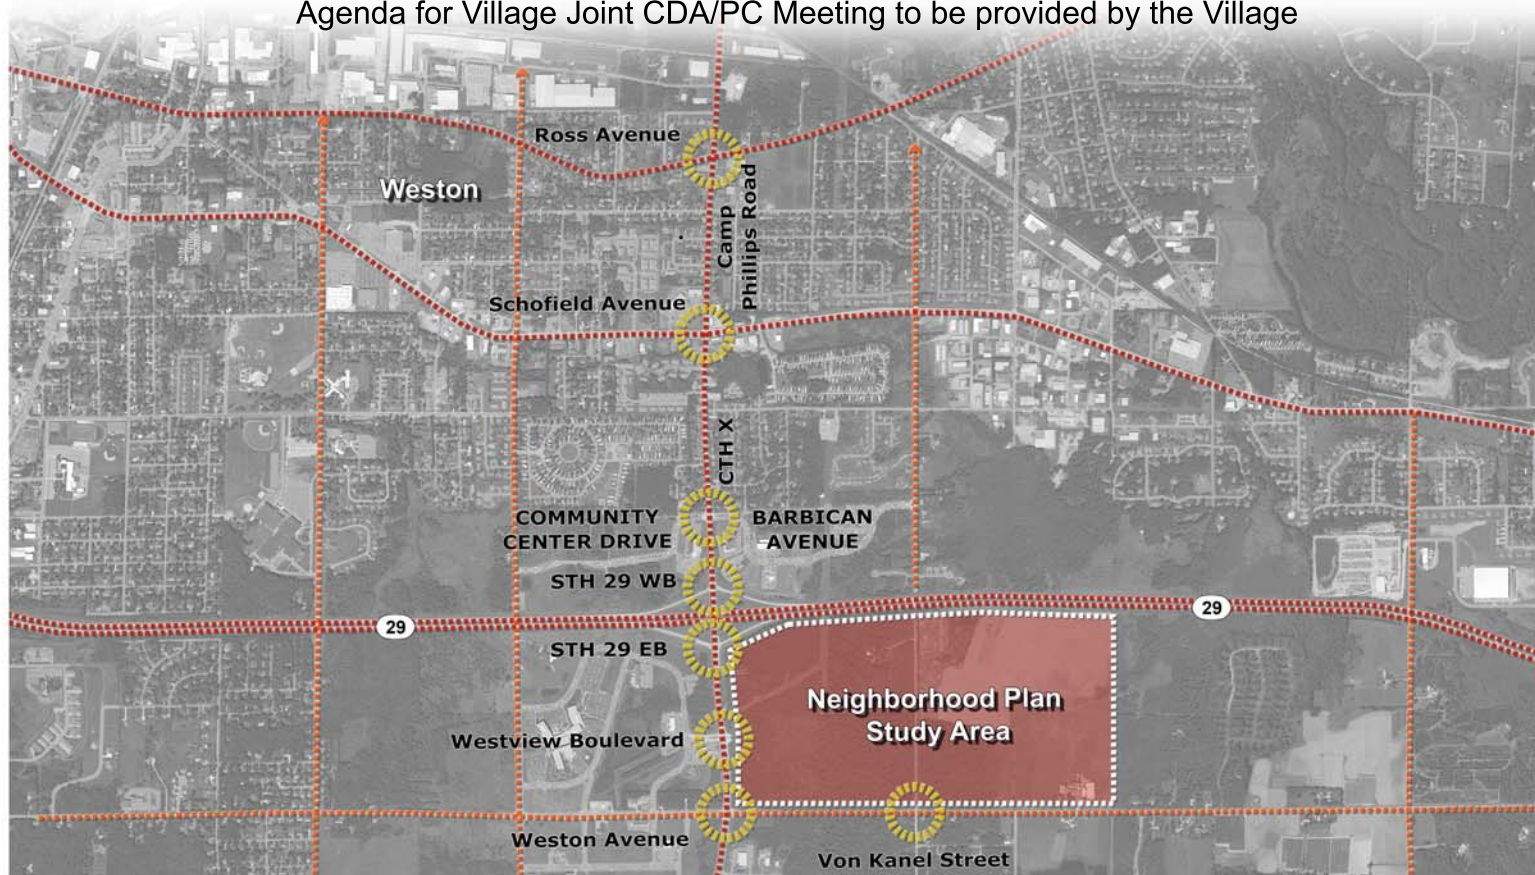 Agenda for Village Joint CDA/PC Meeting to be provided by the Village
Ross Avenue
Weston
Camp
Phillips Road
Schofield Avenue
CTH X
COMMUNITY
CENTER DRIVE
BARBICAN
AVENUE
STH 29 WB
29
29
STH 29 EB
Neighborhood Plan
Study Area
Westview Boulevard
Weston Avenue
Von Kanel Street